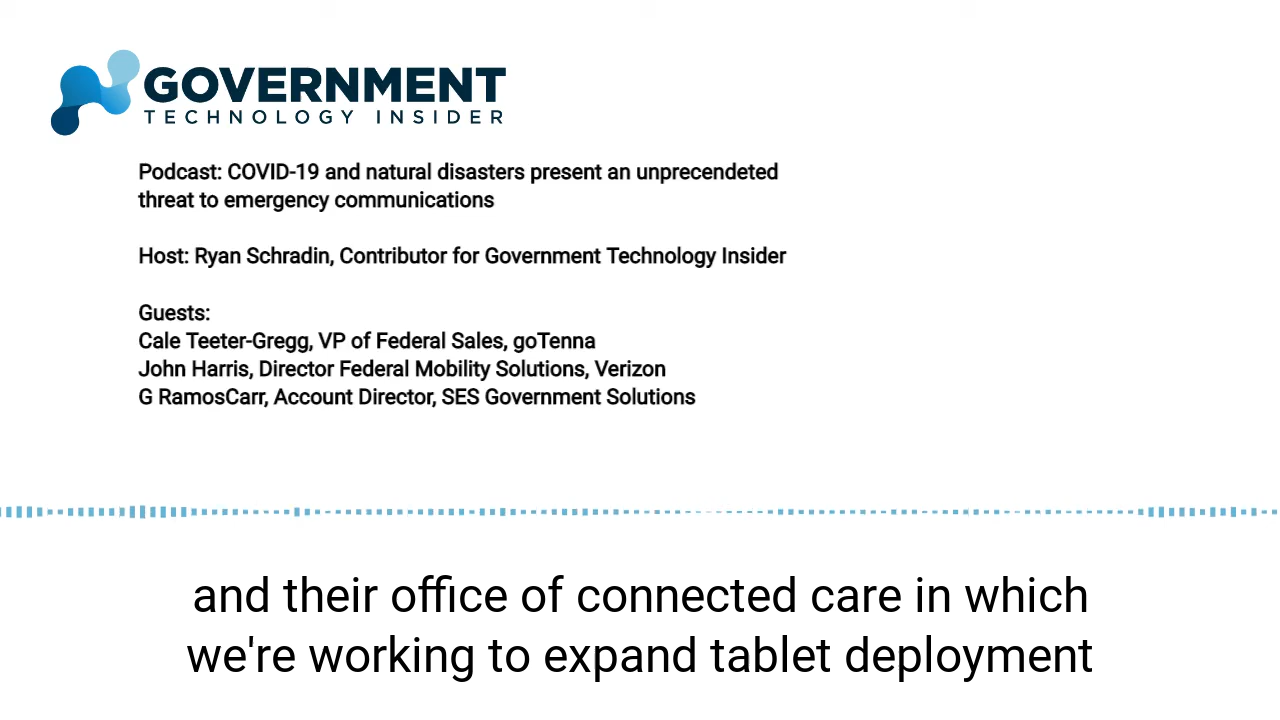 GOVERNMENT
TECHNOLOGY INSIDER
Podcast: COVID-19 and natural disasters present an unprecendeted
threat to emergency communications
Host: Ryan Schradin, Contributor for Government Technology Insider
Guests:
Cale Teeter-Gregg, VP of Federal Sales, goTenna
John Harris, Director Federal Mobility Solutions, Verizon
G RamosCarr, Account Director, SES Government Solutions
and their office of connected care in which
we're working to expand tablet deployment